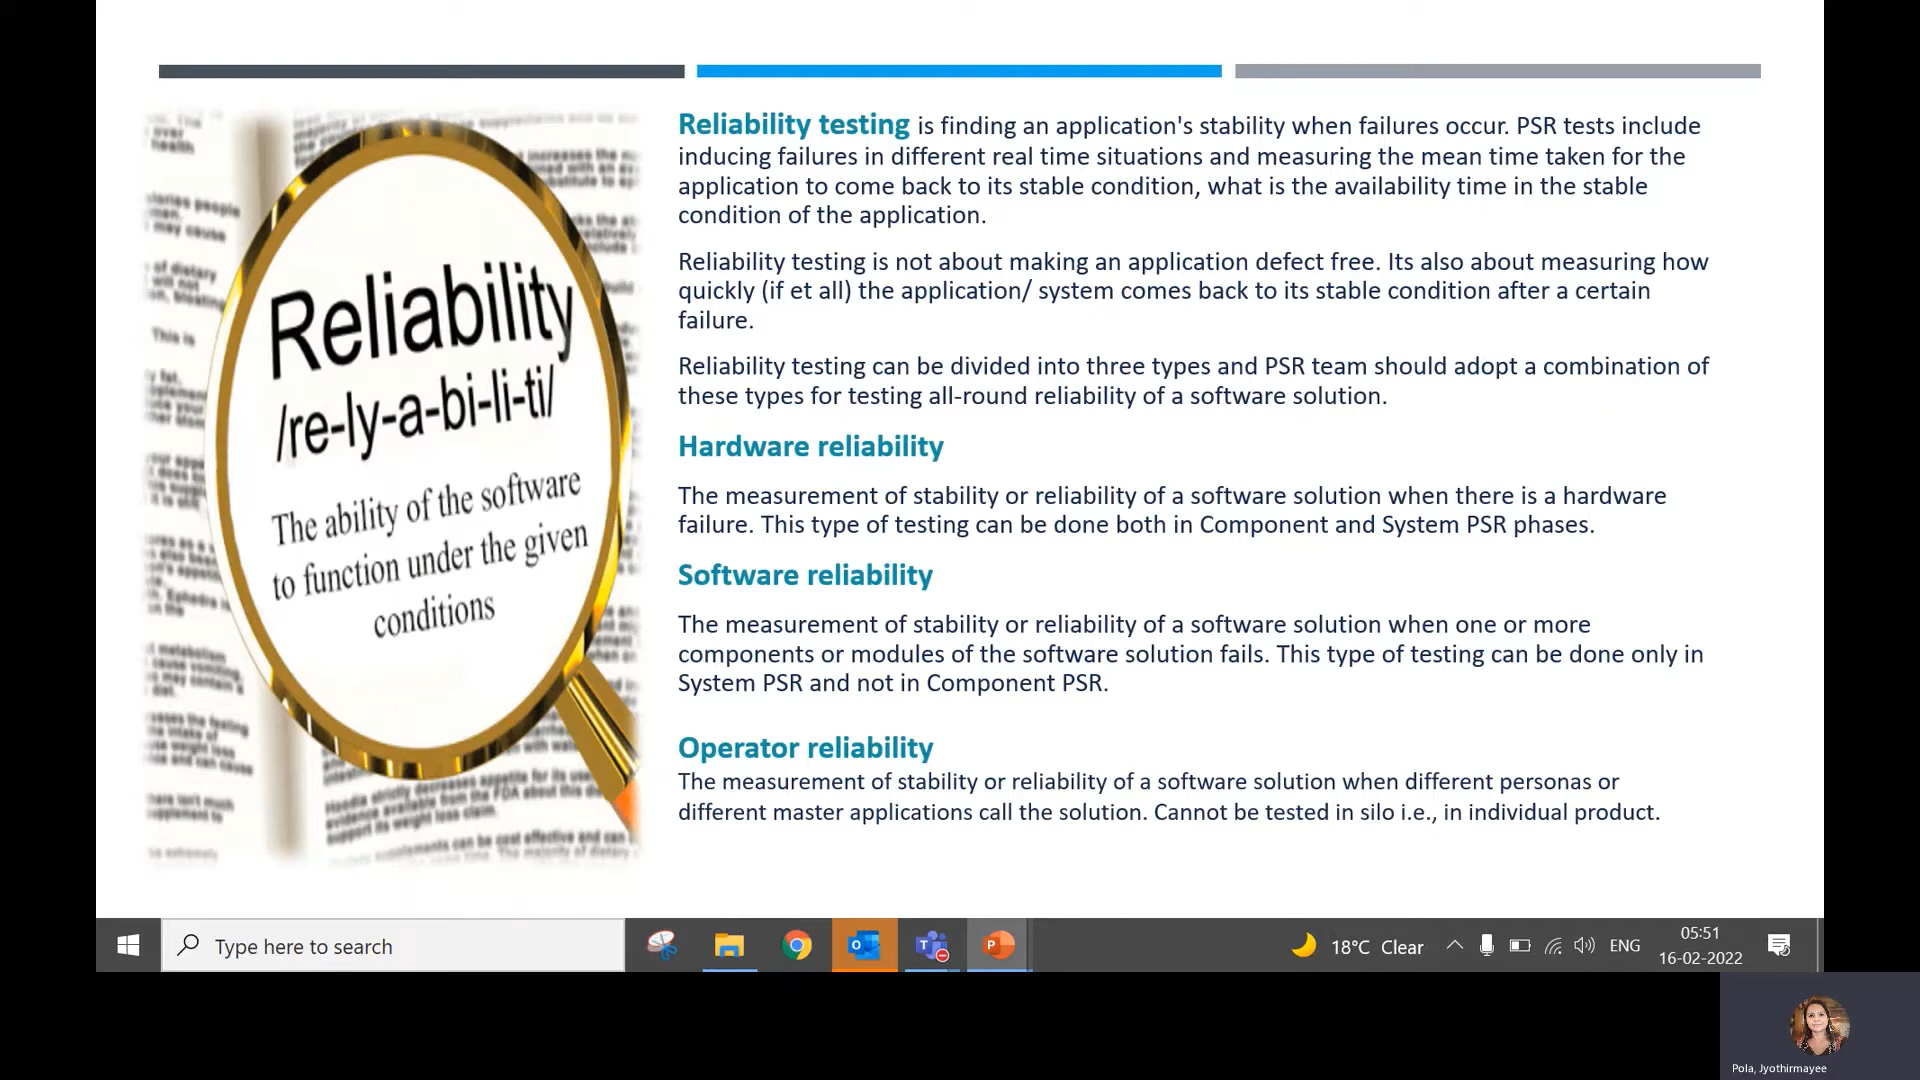 Reliability testing is finding an application's stability when failures occur. PSR tests include
inducing failures in different real time situations and measuring the mean time taken for the
application to come back to its stable condition, what is the availability time in the stable
condition of the application.
Reliability testing is not about making an application defect free. Its also about measuring how
quickly (if et all) the application/ system comes back to its stable condition after a certain
failure.
Reliability testing can be divided into three types and PSR team should adopt a combination of
these types for testing all-round reliability of a software solution.
Hardware reliability
The measurement of stability or reliability of a software solution when there is a hardware
failure. This type of testing can be done both in Component and System PSR phases.
Software reliability
The measurement of stability or reliability of a software solution when one or more
components or modules of the software solution fails. This type of testing can be done only in
System PSR and not in Component PSR.
Operator reliability
The measurement of stability or reliability of a software solution when different personas or
different master applications call the solution. Cannot be tested in silo i.e., in individual product.
Reliability
/re-ly-a-bi-li-ti/
The ability of the software
to function under the given
conditions
Type here to search
18°C Clear
ENG
05:51
16-02-2022
Pola, Jyothirmayee